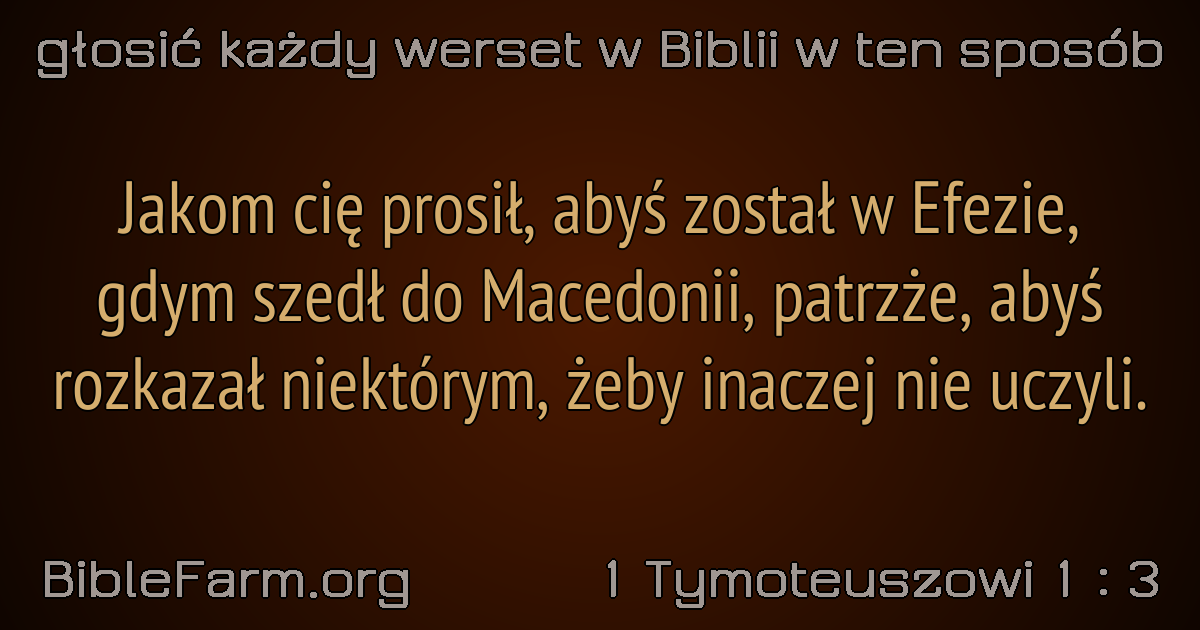 głosić każdy werset w Biblii w ten sposób
Jakom cię prosił, abyś został w Efezie,
gdym szedł do Macedonii, patrzże, abyś
rozkazał niektórym, żeby inaczej nie uczyli.
BibleFarm.org
1 Tymoteuszowi 1 : 3